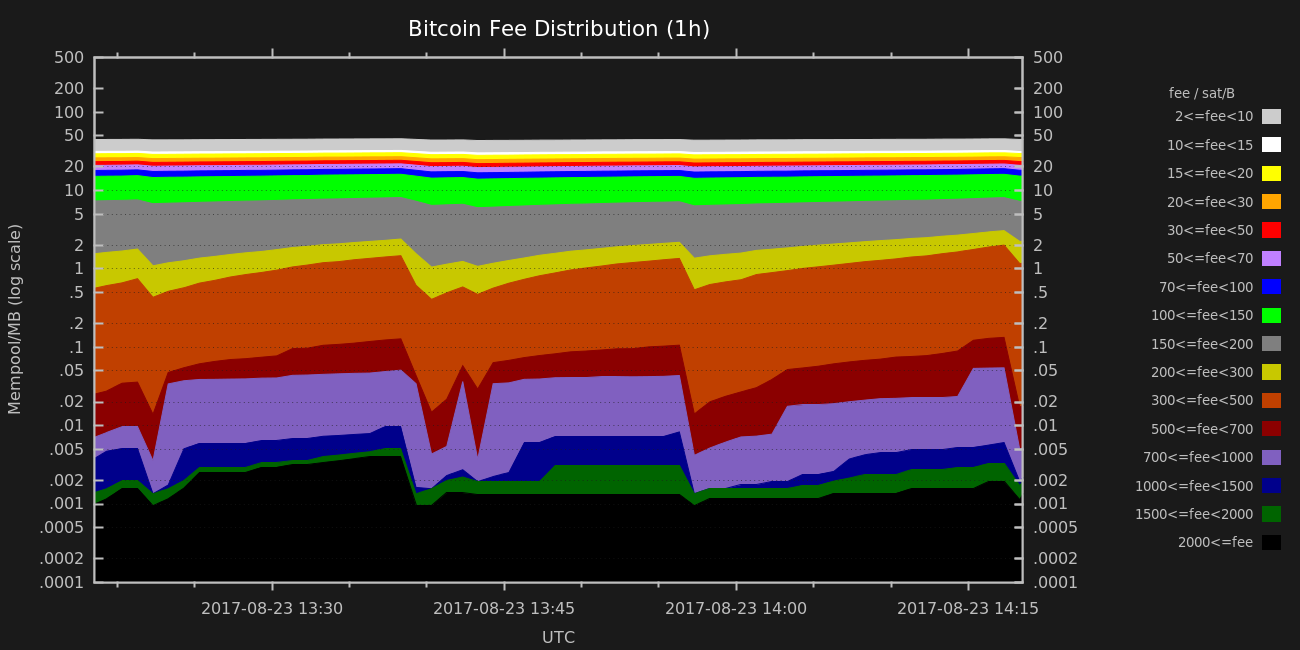 Bitcoin Fee Distribution (1h)
500 500
200 200
100 100
50 50
20 20
10 10
5 5
2 2
1 1
.5 .5
.2 .2
.1 .1
.05 .05
.02 .02
.01 .01
.005 .005
.002 .002
.001 .001
.0005 .0005
.0002 .0002
.0001 .0001
Mempool/MB (log scale)
2017-08-23 13:30 2017-08-23 13:45 2017-08-23 14:00 2017-08-23 14:15
UTC
fee / sat/B
2<=fee<10
10<=fee<15
15<=fee<20
20<=fee<30
30<=fee<50
50<=fee<70
70<=fee<100
100<=fee<150
150<=fee<200
200<=fee<300
300<=fee<500
500<=fee<700
700<=fee<1000
1000<=fee<1500
1500<=fee<2000
2000<=fee